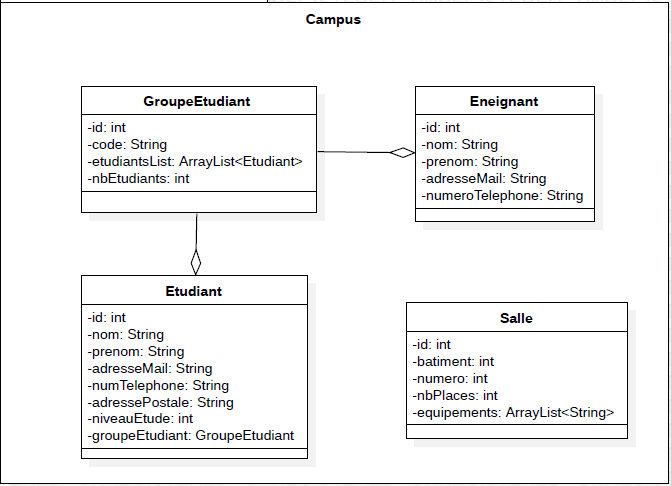 Campus
GroupeEtudiant
-id: int
-code: String
-etudiantsList: ArrayList<Etudiant>
-nbEtudiants: int
Eneignant
-id: int
-nom: String
-prenom: String
-adresseMail: String
-numeroTelephone: String
Etudiant
-id: int
-nom: String
-prenom: String
-adresseMail: String
-numTelephone: String
-adressePostale: String
-niveauEtude: int
-groupeEtudiant: GroupeEtudiant
Salle
-id: int
-batiment: int
-numero: int
-nbPlaces: int
-equipements: ArrayList<String>